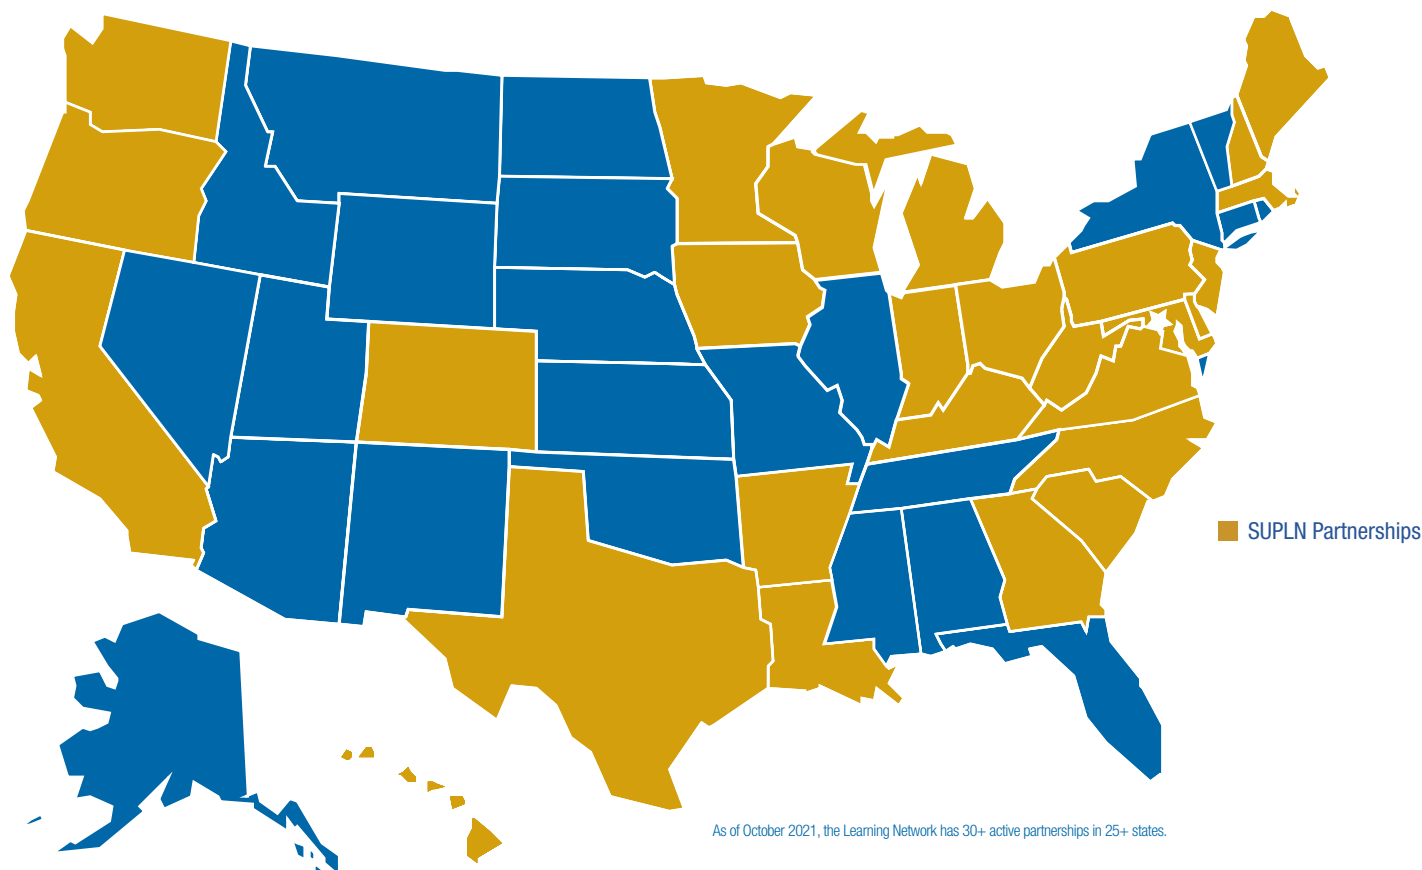 SUPLN Partnerships
As of October 2021, the Learning Network has 30+ active partnerships in 25+ states.